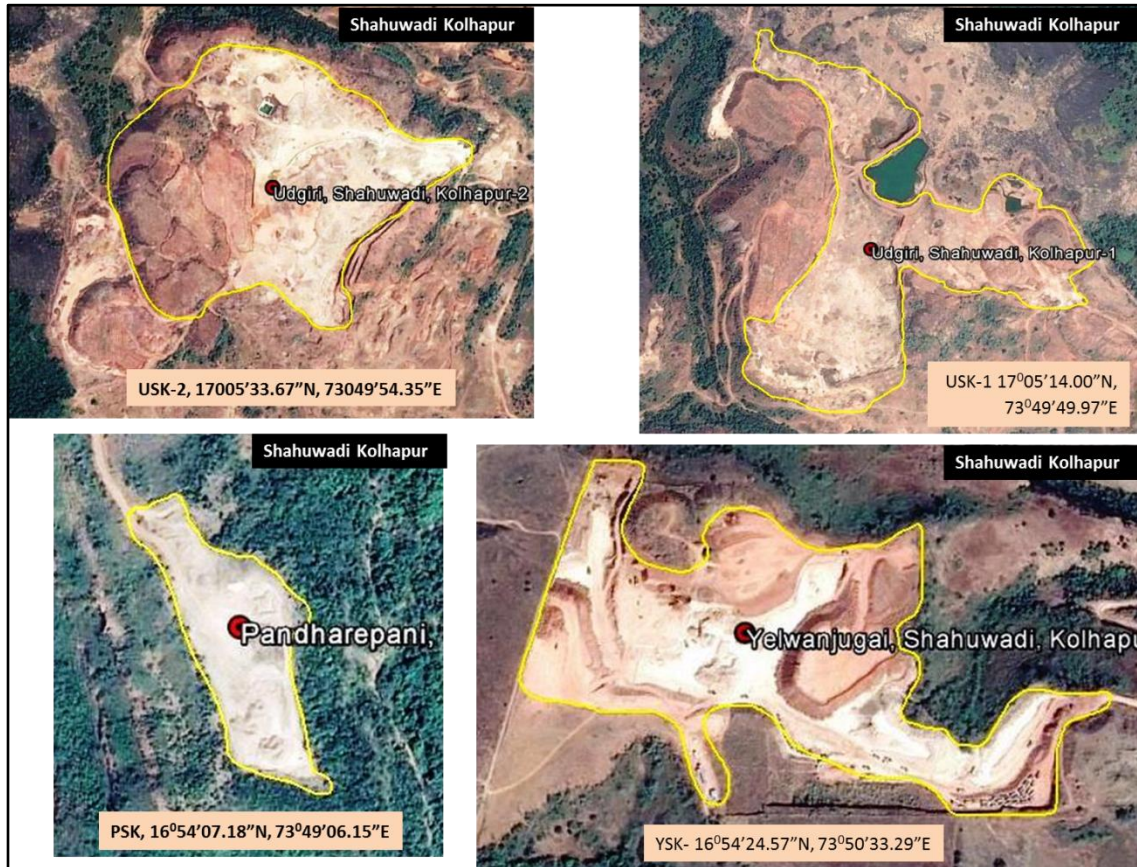 Shahuwadi Kolhapur
Udgiri, Shahuwadi, Kolhapur-2
USK-2, 17005’33.67”N, 73049’54.35”E
Shahuwadi Kolhapur
Udgiri, Shahuwadi, Kolhapur-1
USK-1 17⁰05’14.00”N,
73⁰49’49.97”E
Shahuwadi Kolhapur
Pandharepani,
PSK, 16⁰54’07.18”N, 73⁰49’06.15”E
Shahuwadi Kolhapur
Yelwanjugai, Shahuwadi, Kolhapu
YSK- 16⁰54’24.57”N, 73⁰50’33.29”E